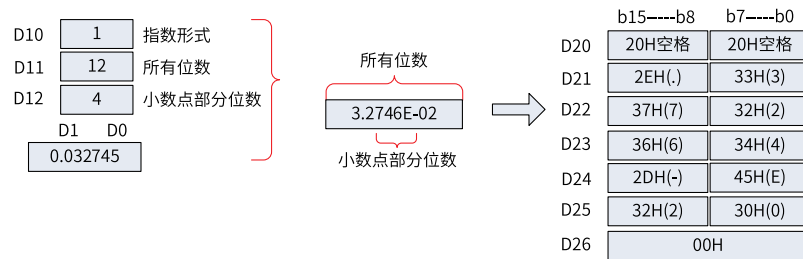 D10 1 指数形式
D11 12 所有位数
D12 4 小数点部分位数
D1 D0
0.032745
所有位数
3.2746E-02
小数点部分位数
b15-----b8 b7-----b0
D20 20H空格 20H空格
D21 2EH(.) 33H(3)
D22 37H(7) 32H(2)
D23 36H(6) 34H(4)
D24 2DH(-) 45H(E)
D25 32H(2) 30H(0)
D26 00H